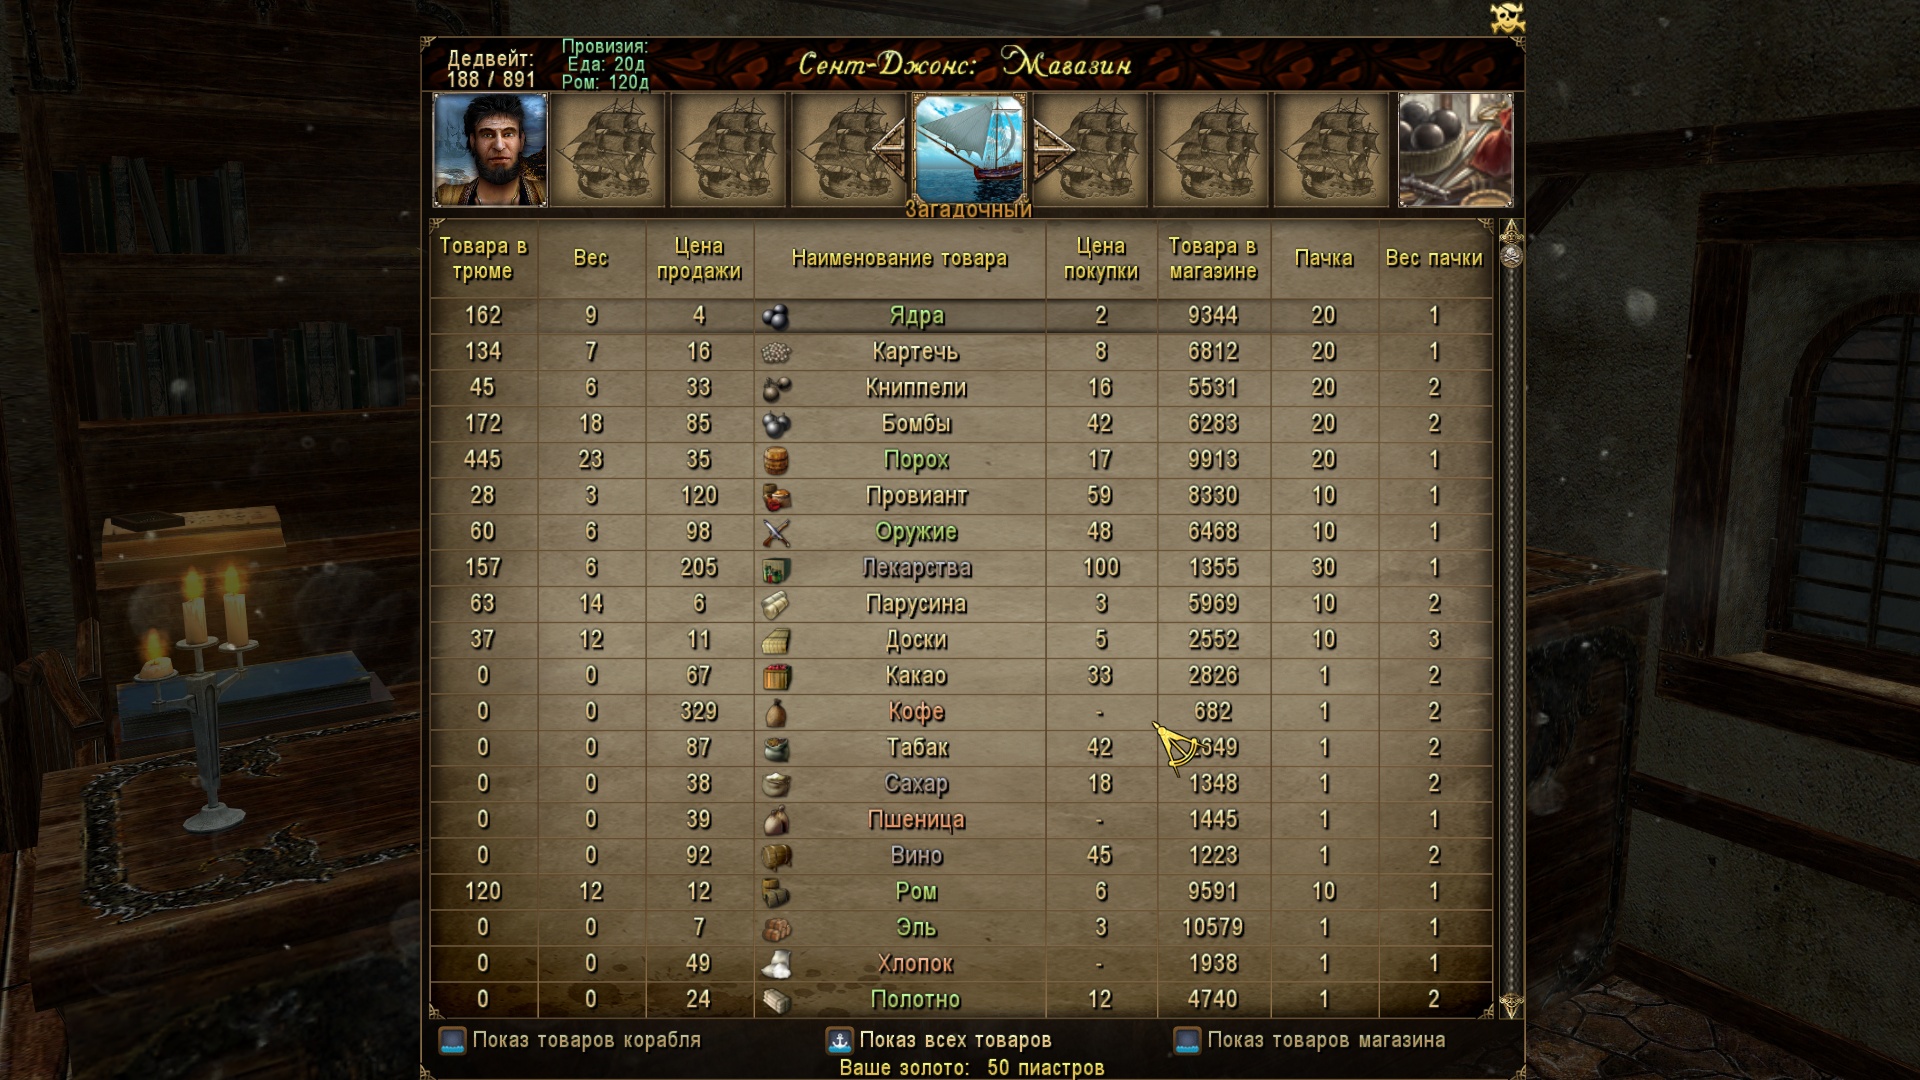 Дедвейт:
188 / 891
Провизия:
Еда: 20д
Ром: 120д
Сент-Джонс: Магазин
Загадочный
Товара в трюме Вес Цена продажи Наименование товара Цена покупки Товара в магазине Пачка Вес пачки
162 9 4 Ядра 2 9344 20 1
134 7 16 Картечь 8 6812 20 1
45 6 33 Книппели 16 5531 20 2
172 18 85 Бомбы 42 6283 20 2
445 23 35 Порох 17 9913 20 1
28 3 120 Провиант 59 8330 10 1
60 6 98 Оружие 48 6468 10 1
157 6 205 Лекарства 100 1355 30 1
63 14 6 Парусина 3 5969 10 2
37 12 11 Доски 5 2552 10 3
0 0 67 Какао 33 2826 1 2
0 0 329 Кофе - 682 1 2
0 0 87 Табак 42 1 2
0 0 38 Сахар 18 1348 1 2
0 0 39 Пшеница - 1445 1 1
0 0 92 Вино 45 1223 1 2
120 12 12 Ром 6 9591 10 1
0 0 7 Эль 3 10579 1 1
0 0 49 Хлопок - 1938 1 1
0 0 24 Полотно 12 4740 1 2
Показ товаров корабля Показ всех товаров Показ товаров магазина
Ваше золото: 50 пиастров